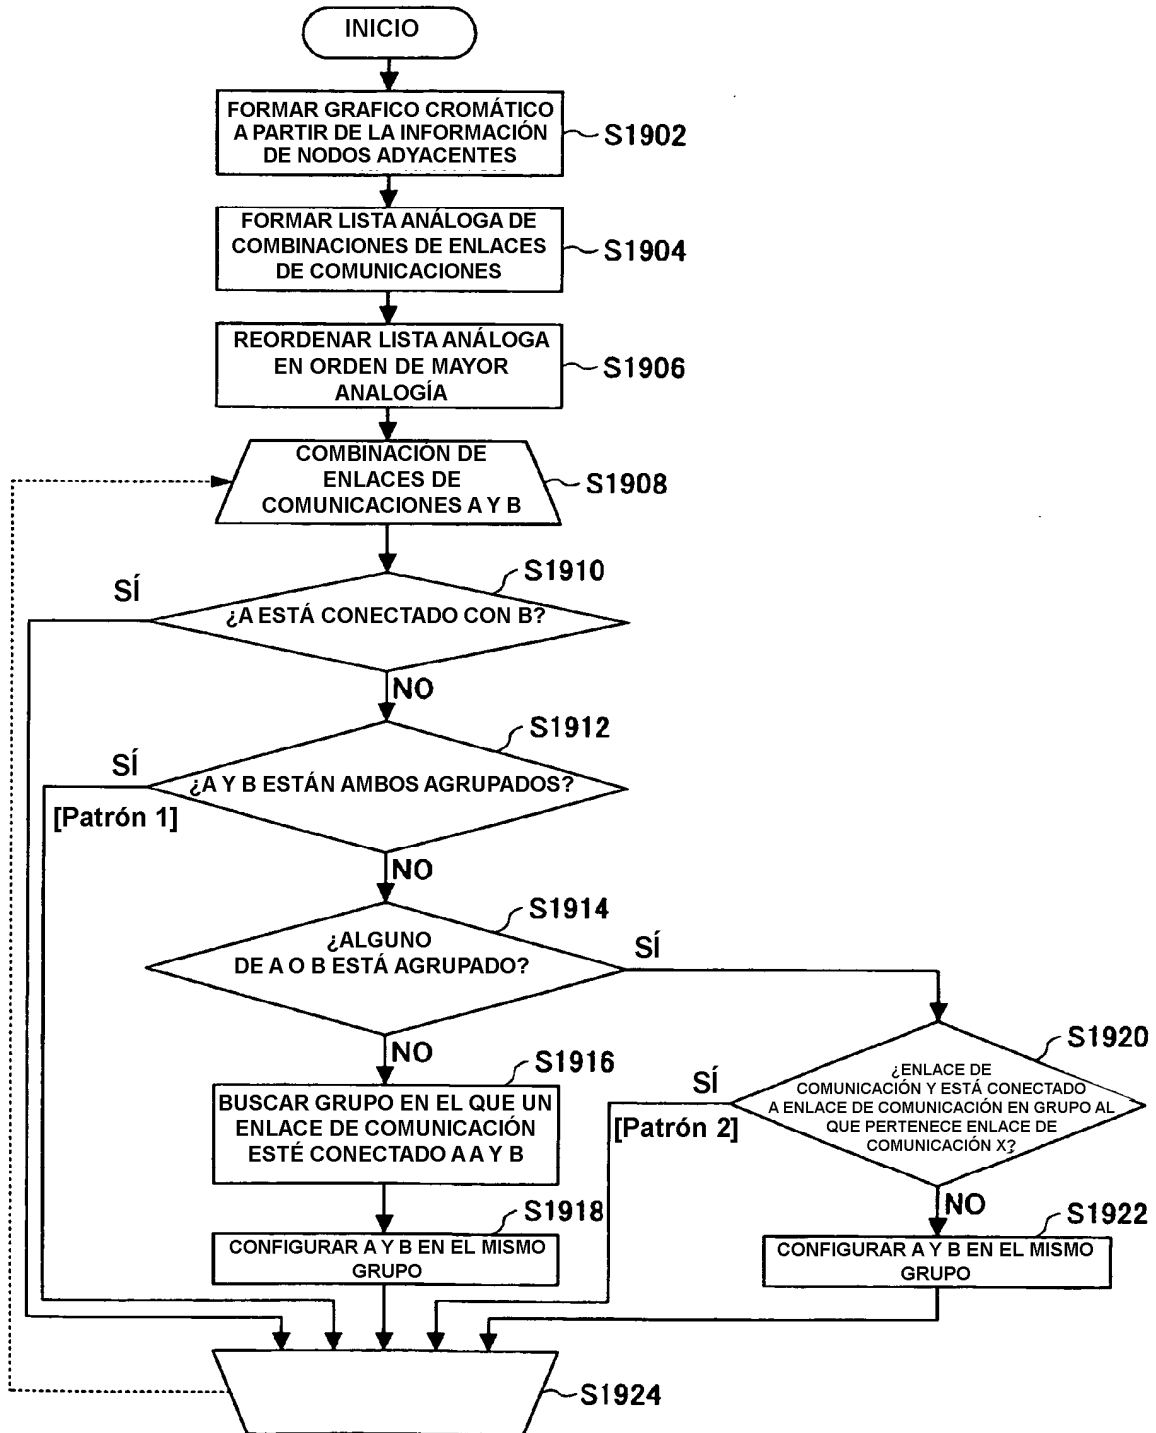 INICIO
FORMAR GRAFICO CROMÁTICO
A PARTIR DE LA INFORMACIÓN
DE NODOS ADYACENTES
S1902
FORMAR LISTA ANÁLOGA DE
COMBINACIONES DE ENLACES
DE COMUNICACIONES
S1904
REORDENAR LISTA ANÁLOGA
EN ORDEN DE MAYOR
ANALOGÍA
S1906
COMBINACIÓN DE
ENLACES DE
COMUNICACIONES A Y B
S1908
S1910
SÍ
¿A ESTÁ CONECTADO CON B?
NO
S1912
SÍ
¿A Y B ESTÁN AMBOS AGRUPADOS?
[Patrón 1]
NO
S1914
¿ALGUNO
DE A O B ESTÁ AGRUPADO?
SÍ
NO
S1916
BUSCAR GRUPO EN EL QUE UN
ENLACE DE COMUNICACIÓN
ESTÉ CONECTADO A A Y B
S1920
¿ENLACE DE
COMUNICACIÓN Y ESTÁ CONECTADO
A ENLACE DE COMUNICACIÓN EN GRUPO AL
QUE PERTENECE ENLACE DE
COMUNICACIÓN X?
SÍ
[Patrón 2]
NO
S1918
CONFIGURAR A Y B EN EL MISMO
GRUPO
S1922
CONFIGURAR A Y B EN EL MISMO
GRUPO
S1924